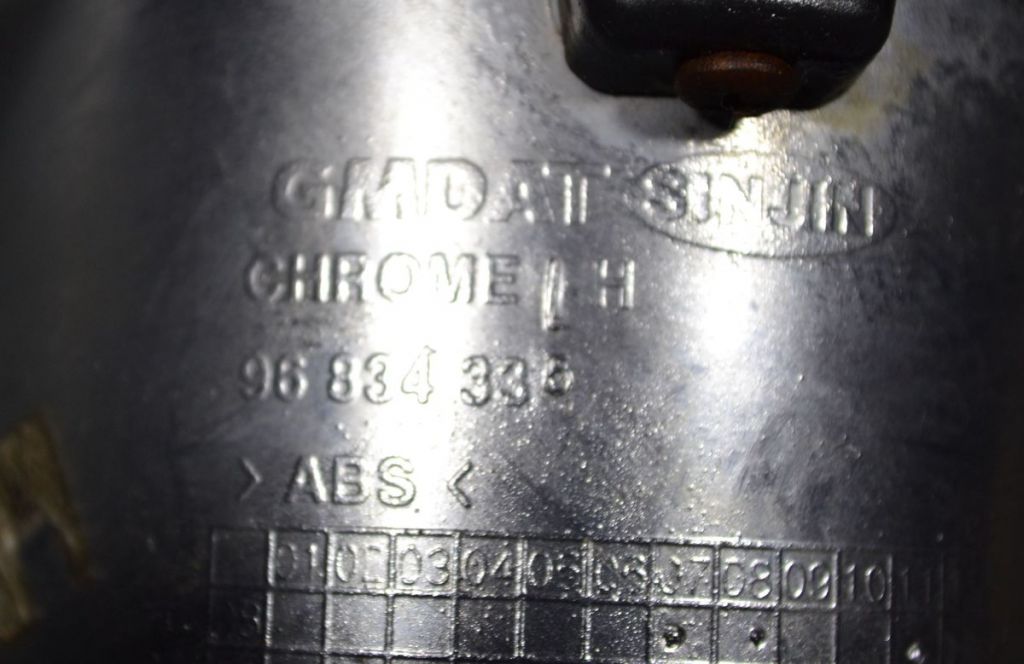 GMDAT SINJIN
CHROME LH
96 834 33
> ABS <
01 02 03 04 05 06 07 08 09 10 11